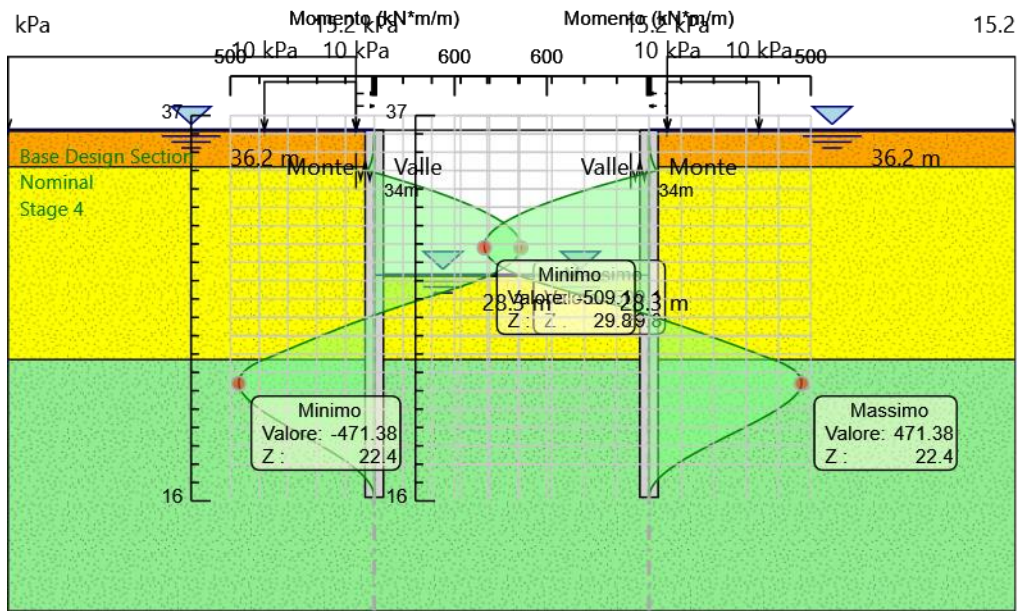 Momento (kN*m/m) Momento (kN*m/m)
kPa 15.2 kPa 15.2 kPa 15.2
10 kPa 10 kPa 10 kPa 10 kPa
500 600 600 500
37 37
Base Design Section 36.2 m 36.2 m
Monte Valle Valle Monte
Nominal
34m 34m
Stage 4
Minimo
Valore: -509.1
28.3 m 28.3 m
Z : 29.8
Minimo Massimo
Valore: -471.38 Valore: 471.38
Z : 22.4 Z : 22.4
16 16